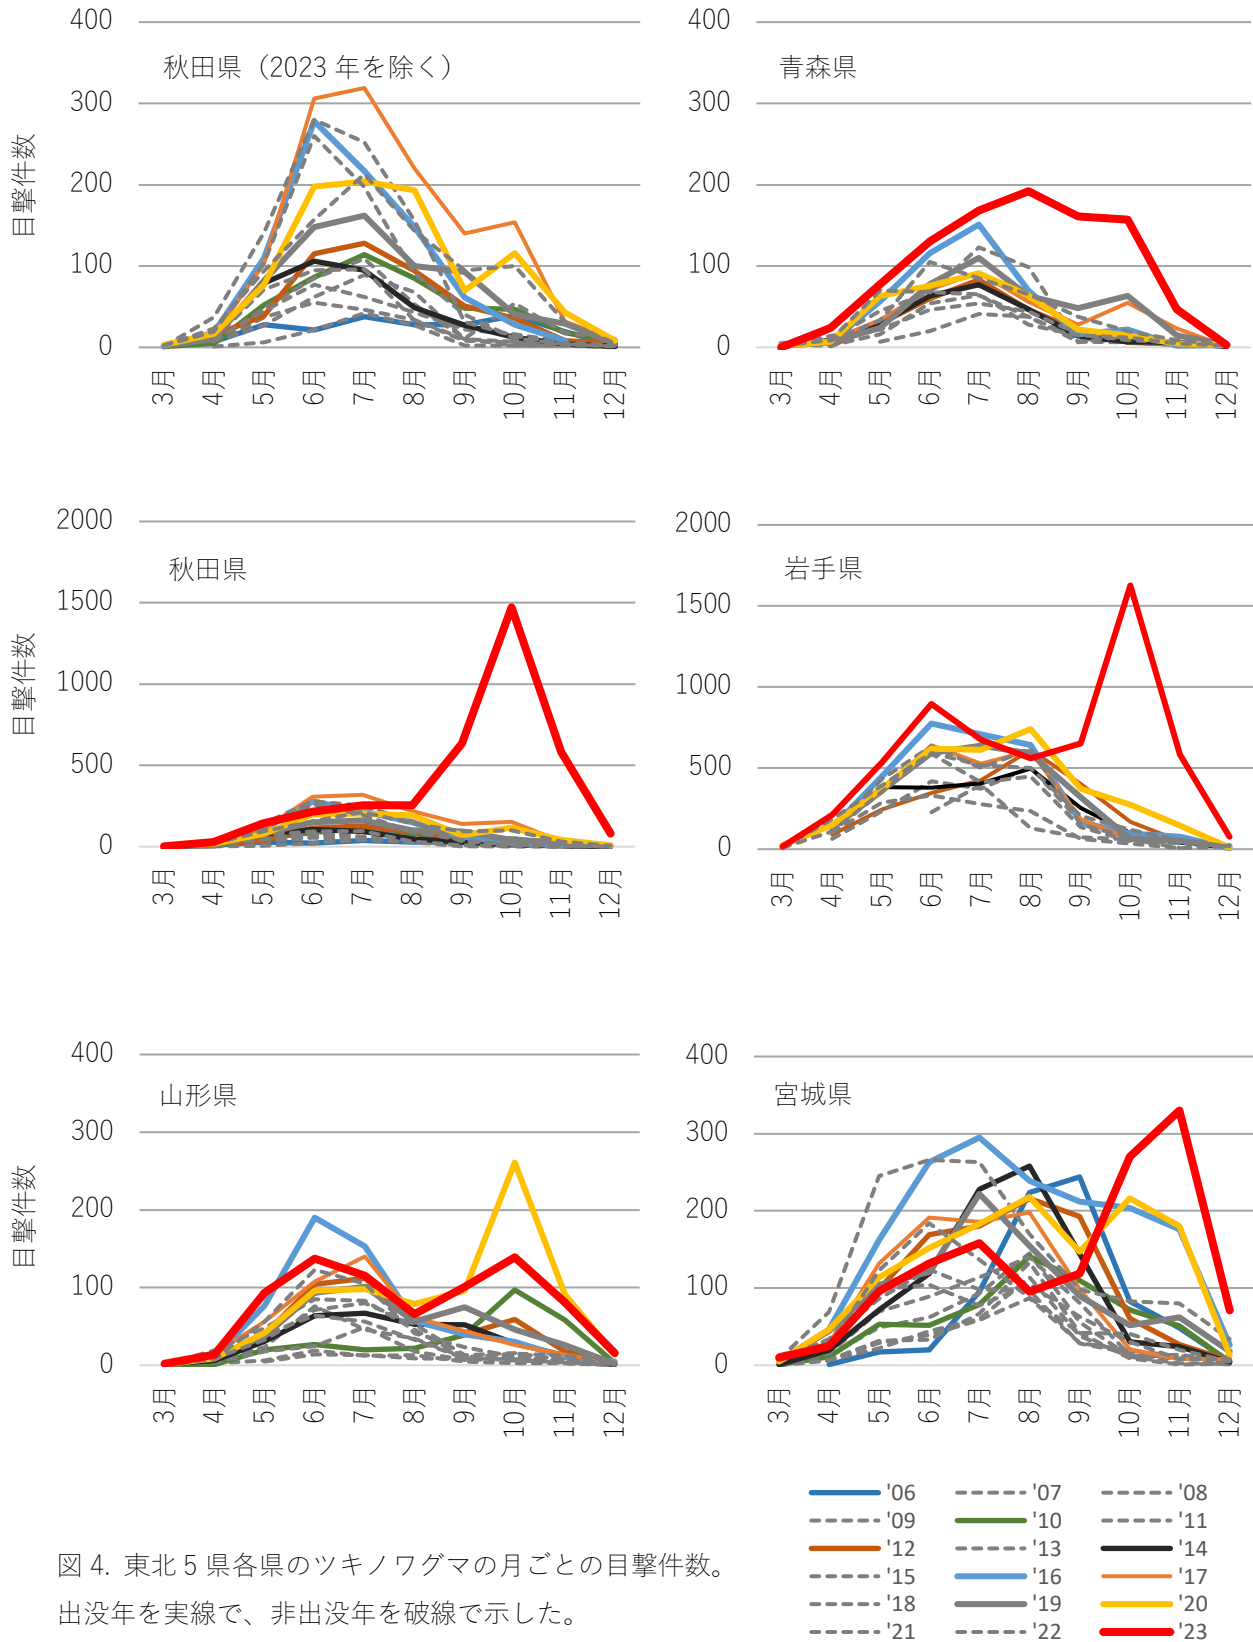 400
300
200
100
0
目撃件数
秋田県（2023 年を除く）
3月 4月 5月 6月 7月 8月 9月 10月 11月 12月
400
300
200
100
0
青森県
3月 4月 5月 6月 7月 8月 9月 10月 11月 12月
2000
1500
1000
500
0
目撃件数
秋田県
3月 4月 5月 6月 7月 8月 9月 10月 11月 12月
2000
1500
1000
500
0
岩手県
3月 4月 5月 6月 7月 8月 9月 10月 11月 12月
400
300
200
100
0
目撃件数
山形県
3月 4月 5月 6月 7月 8月 9月 10月 11月 12月
400
300
200
100
0
宮城県
3月 4月 5月 6月 7月 8月 9月 10月 11月 12月
'06 '07 '08
'09 '10 '11
'12 '13 '14
'15 '16 '17
'18 '19 '20
'21 '22 '23
図 4. 東北 5 県各県のツキノワグマの月ごとの目撃件数。
出没年を実線で、非出没年を破線で示した。